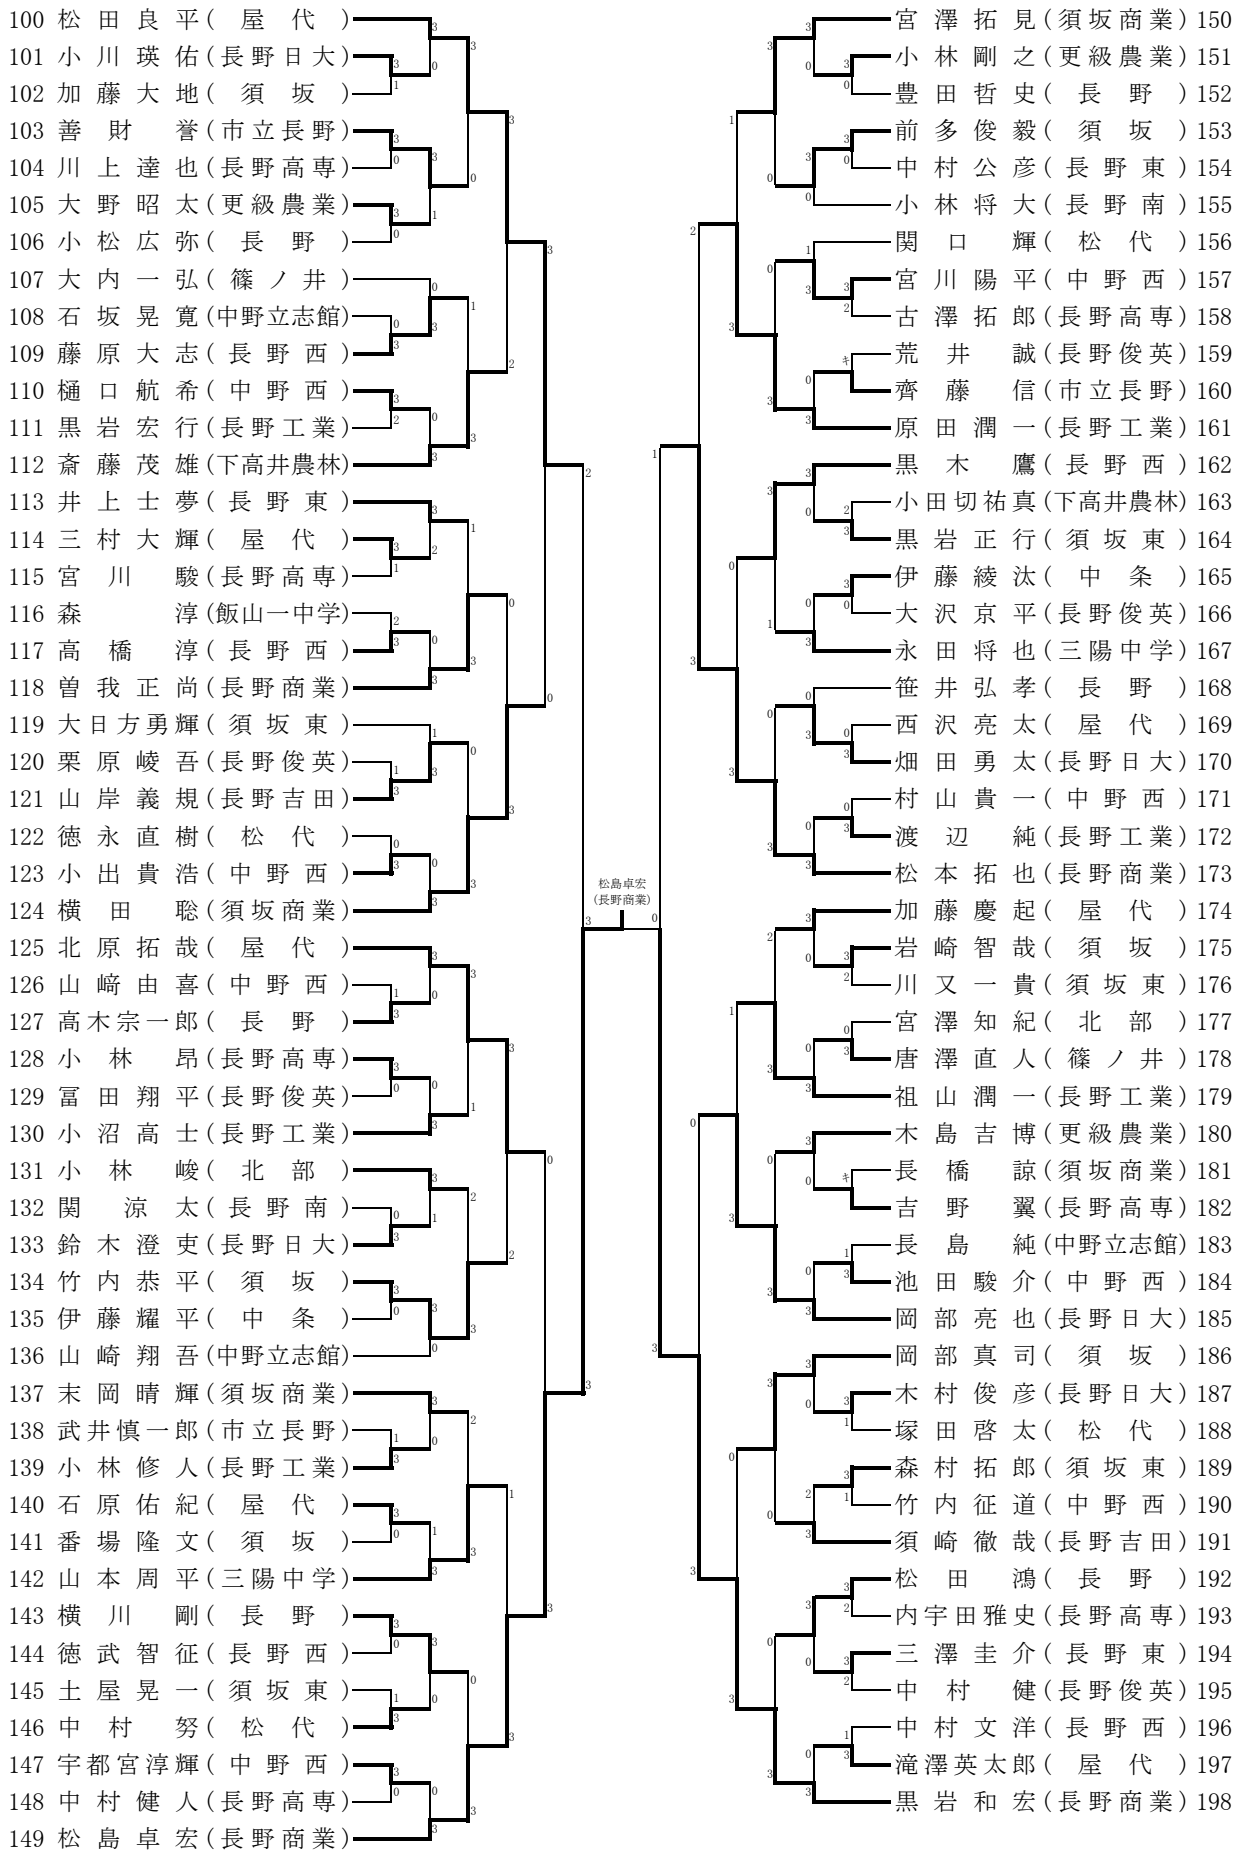 100 松田良平(屋代)
101 小川瑛佑(長野日大)
102 加藤大地(須坂)
103 善財誉(市立長野)
104 川上達也(長野高専)
105 大野昭太(更級農業)
106 小松広弥(長野)
107 大内一弘(篠ノ井)
108 石坂晃寛(中野立志館)
109 藤原大志(長野西)
110 樋口航希(中野西)
111 黒岩宏行(長野工業)
112 斎藤茂雄(下高井農林)
113 井上士夢(長野東)
114 三村大輝(屋代)
115 宮川駿(長野高専)
116 森淳(飯山一中学)
117 高橋淳(長野西)
118 曽我正尚(長野商業)
119 大日方勇輝(須坂東)
120 栗原崚吾(長野俊英)
121 山岸義規(長野吉田)
122 徳永直樹(松代)
123 小出貴浩(中野西)
124 横田聡(須坂商業)
125 北原拓哉(屋代)
126 山﨑由喜(中野西)
127 高木宗一郎(長野)
128 小林昂(長野高専)
129 冨田翔平(長野俊英)
130 小沼高士(長野工業)
131 小林峻(北部)
132 関涼太(長野南)
133 鈴木澄吏(長野日大)
134 竹内恭平(須坂)
135 伊藤耀平(中条)
136 山崎翔吾(中野立志館)
137 末岡晴輝(須坂商業)
138 武井慎一郎(市立長野)
139 小林修人(長野工業)
140 石原佑紀(屋代)
141 番場隆文(須坂)
142 山本周平(三陽中学)
143 横川剛(長野)
144 徳武智征(長野西)
145 土屋晃一(須坂東)
146 中村努(松代)
147 宇都宮淳輝(中野西)
148 中村健人(長野高専)
149 松島卓宏(長野商業)
松島卓宏
(長野商業)
宮澤拓見(須坂商業)150
小林剛之(更級農業)151
豊田哲史(長野)152
前多俊毅(須坂)153
中村公彦(長野東)154
小林将大(長野南)155
関口輝(松代)156
宮川陽平(中野西)157
古澤拓郎(長野高専)158
荒井誠(長野俊英)159
齊藤信(市立長野)160
原田潤一(長野工業)161
黒木鷹(長野西)162
小田切祐真(下高井農林)163
黒岩正行(須坂東)164
伊藤綾汰(中条)165
大沢京平(長野俊英)166
永田将也(三陽中学)167
笹井弘孝(長野)168
西沢亮太(屋代)169
畑田勇太(長野日大)170
村山貴一(中野西)171
渡辺純(長野工業)172
松本拓也(長野商業)173
加藤慶起(屋代)174
岩崎智哉(須坂)175
川又一貴(須坂東)176
宮澤知紀(北部)177
唐澤直人(篠ノ井)178
祖山潤一(長野工業)179
木島吉博(更級農業)180
長橋諒(須坂商業)181
吉野翼(長野高専)182
長島純(中野立志館)183
池田駿介(中野西)184
岡部亮也(長野日大)185
岡部真司(須坂)186
木村俊彦(長野日大)187
塚田啓太(松代)188
森村拓郎(須坂東)189
竹内征道(中野西)190
須崎徹哉(長野吉田)191
松田鴻(長野)192
内宇田雅史(長野高専)193
三澤圭介(長野東)194
中村健(長野俊英)195
中村文洋(長野西)196
滝澤英太郎(屋代)197
黒岩和宏(長野商業)198